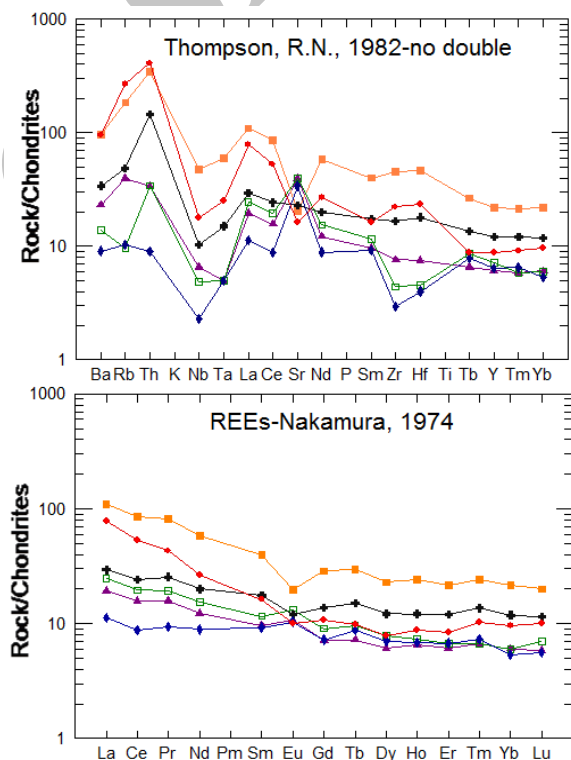 1000
Thompson, R.N., 1982-no double
100
Rock/Chondrites
10
1
Ba Rb Th K Nb Ta La Ce Sr Nd P Sm Zr Hf Ti Tb Y Tm Yb
1000
REEs-Nakamura, 1974
100
Rock/Chondrites
10
1
La Ce Pr Nd Pm Sm Eu Gd Tb Dy Ho Er Tm Yb Lu